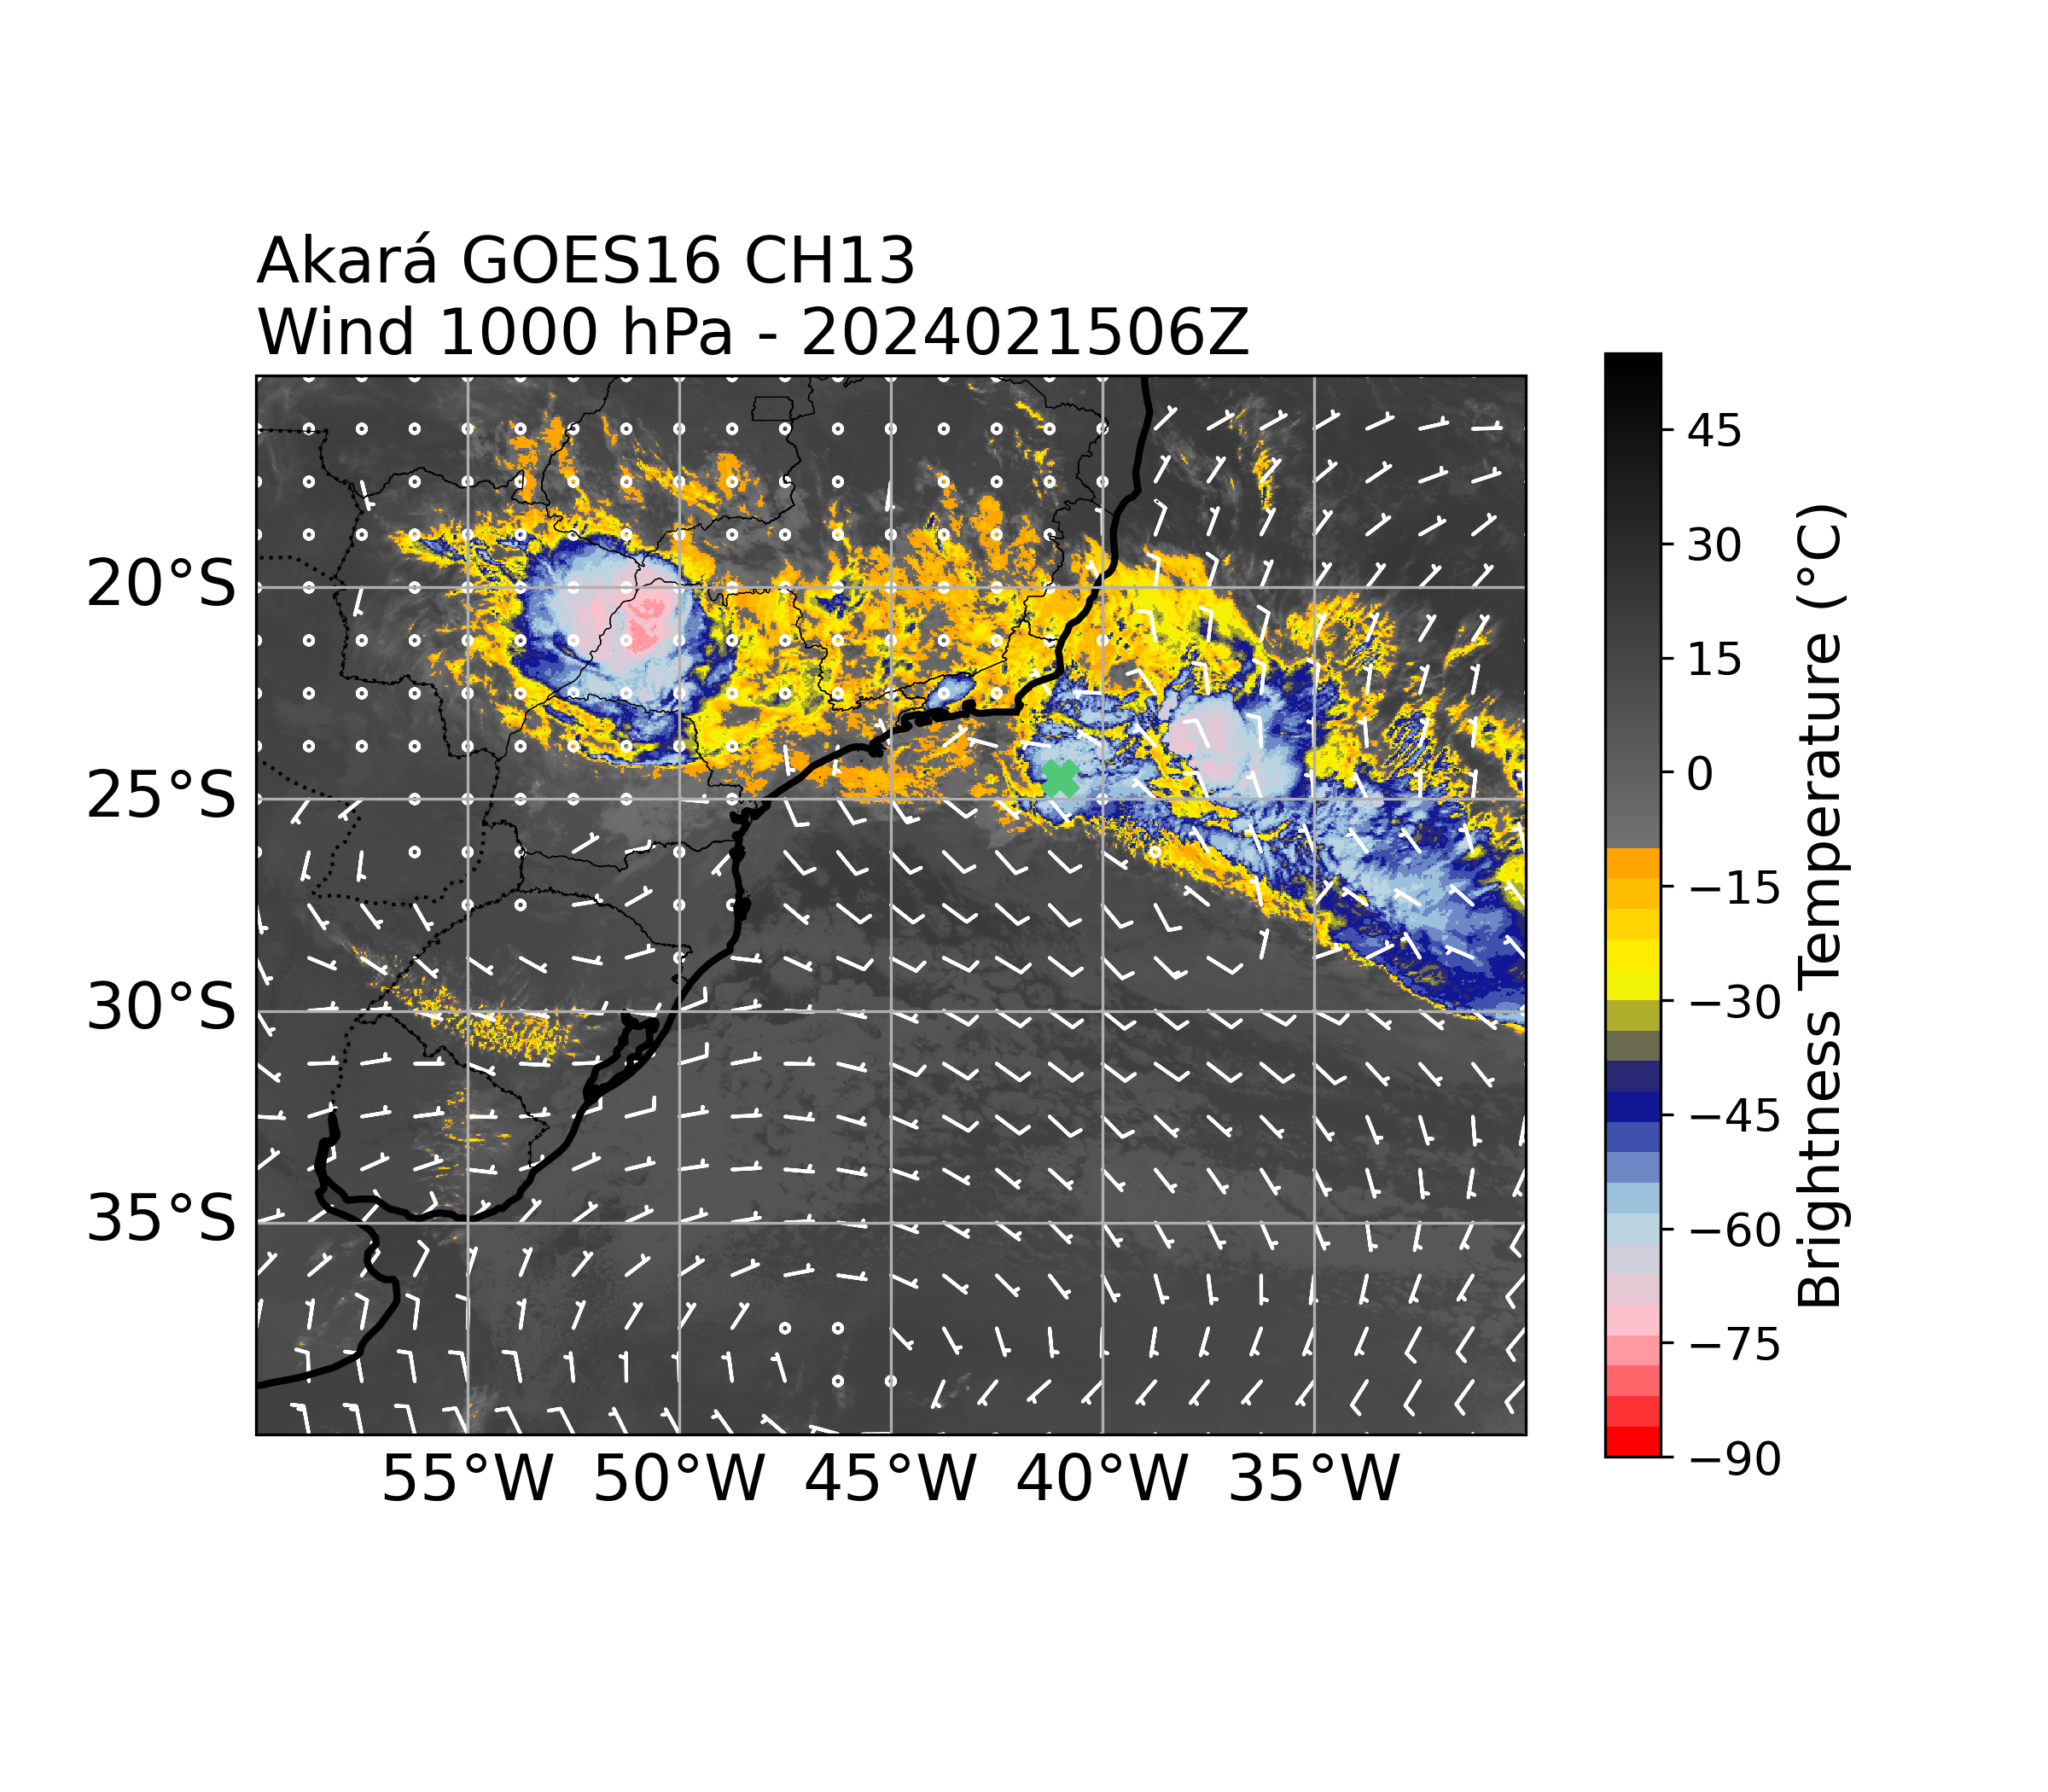 Akará GOES16 CH13
Wind 1000 hPa - 2024021506Z
20°S
25°S
30°S
35°S
55°W 50°W 45°W 40°W 35°W
45
30
15
0
−15
−30
−45
−60
−75
−90
Brightness Temperature (°C)